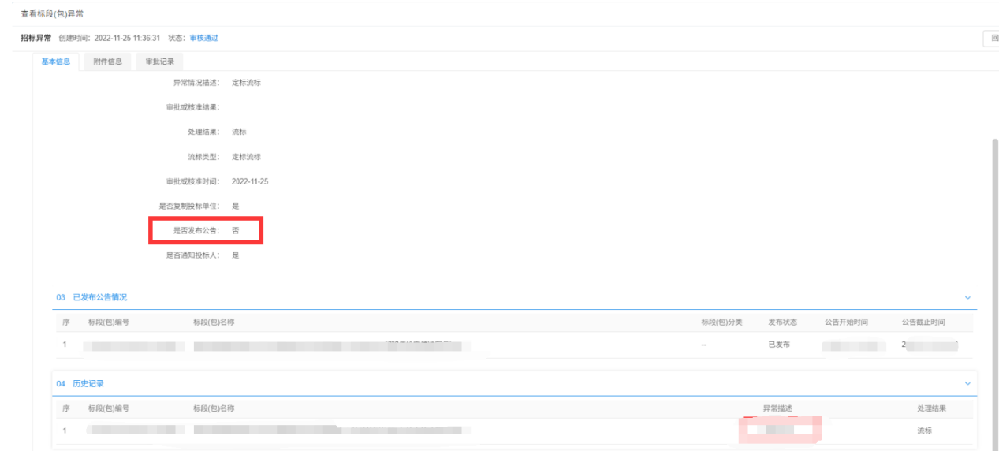 查看标段(包)异常
招标异常 创建时间: 2022-11-25 11:36:31 状态: 审核通过 回
基本信息 附件信息 审批记录
异常情况描述: 定标流标
审批或核准结果:
处理结果: 流标
流标类型: 定标流标
审批或核准时间: 2022-11-25
是否复制投标单位: 是
是否发布公告: 否
是否通知投标人: 是
03 已发布公告情况
序 标段(包)编号 标段(包)名称 标段(包)分类 发布状态 公告开始时间 公告截止时间
1 -- 已发布 2
04 历史记录
序 标段(包)编号 标段(包)名称 异常描述 处理结果
1 流标